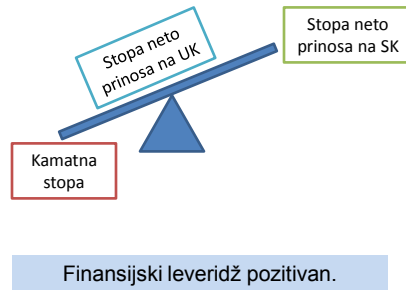 Stopa neto
prinosa na UK
Stopa neto
prinosa na SK
Kamatna
stopa
Finansijski leveridž pozitivan.